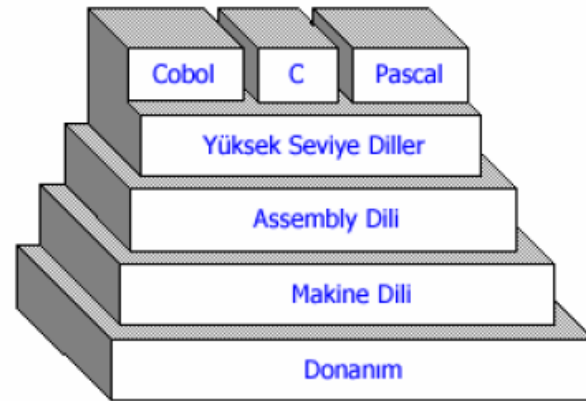 Cobol C Pascal
Yüksek Seviye Diller
Assembly Dili
Makine Dili
Donanım